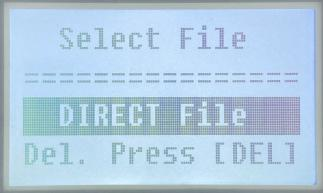 Select File
================
DIRECT File
Del. Press [DEL]